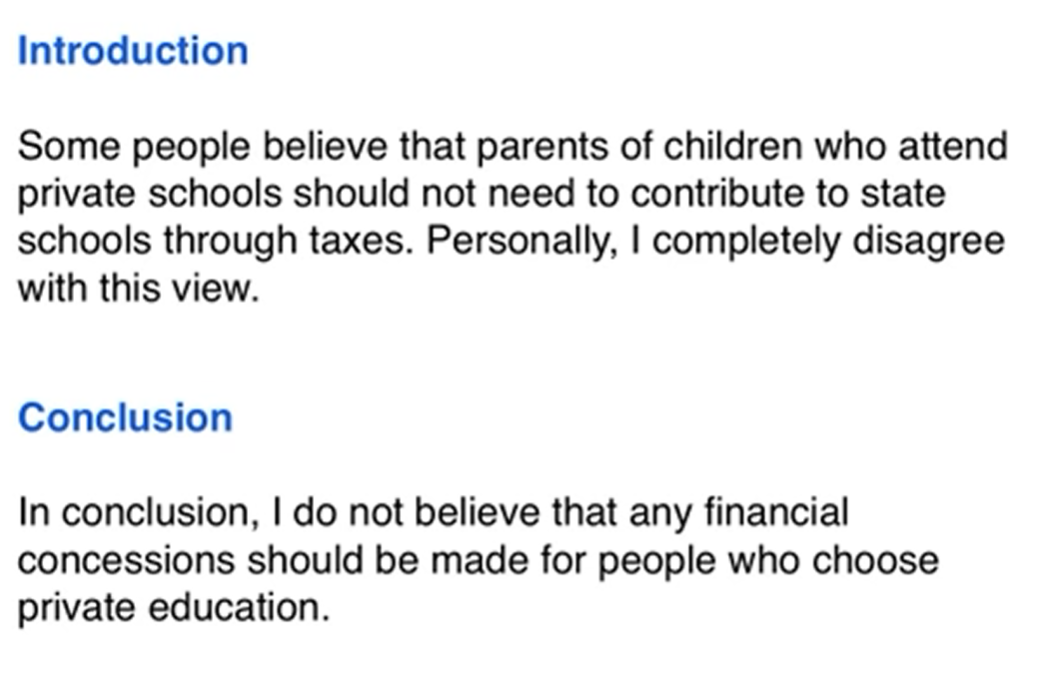 Introduction
Some people believe that parents of children who attend
private schools should not need to contribute to state
schools through taxes. Personally, I completely disagree
with this view.
Conclusion
In conclusion, I do not believe that any financial
concessions should be made for people who choose
private education.